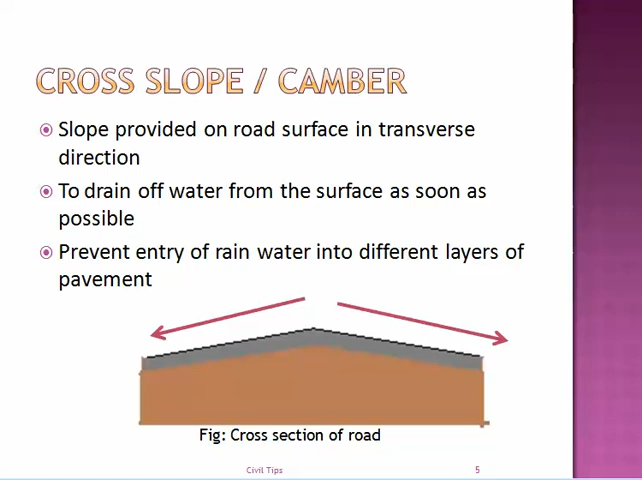 CROSS SLOPE / CAMBER
Slope provided on road surface in transverse
direction
To drain off water from the surface as soon as
possible
Prevent entry of rain water into different layers of
pavement
Fig: Cross section of road
Civil Tips
5